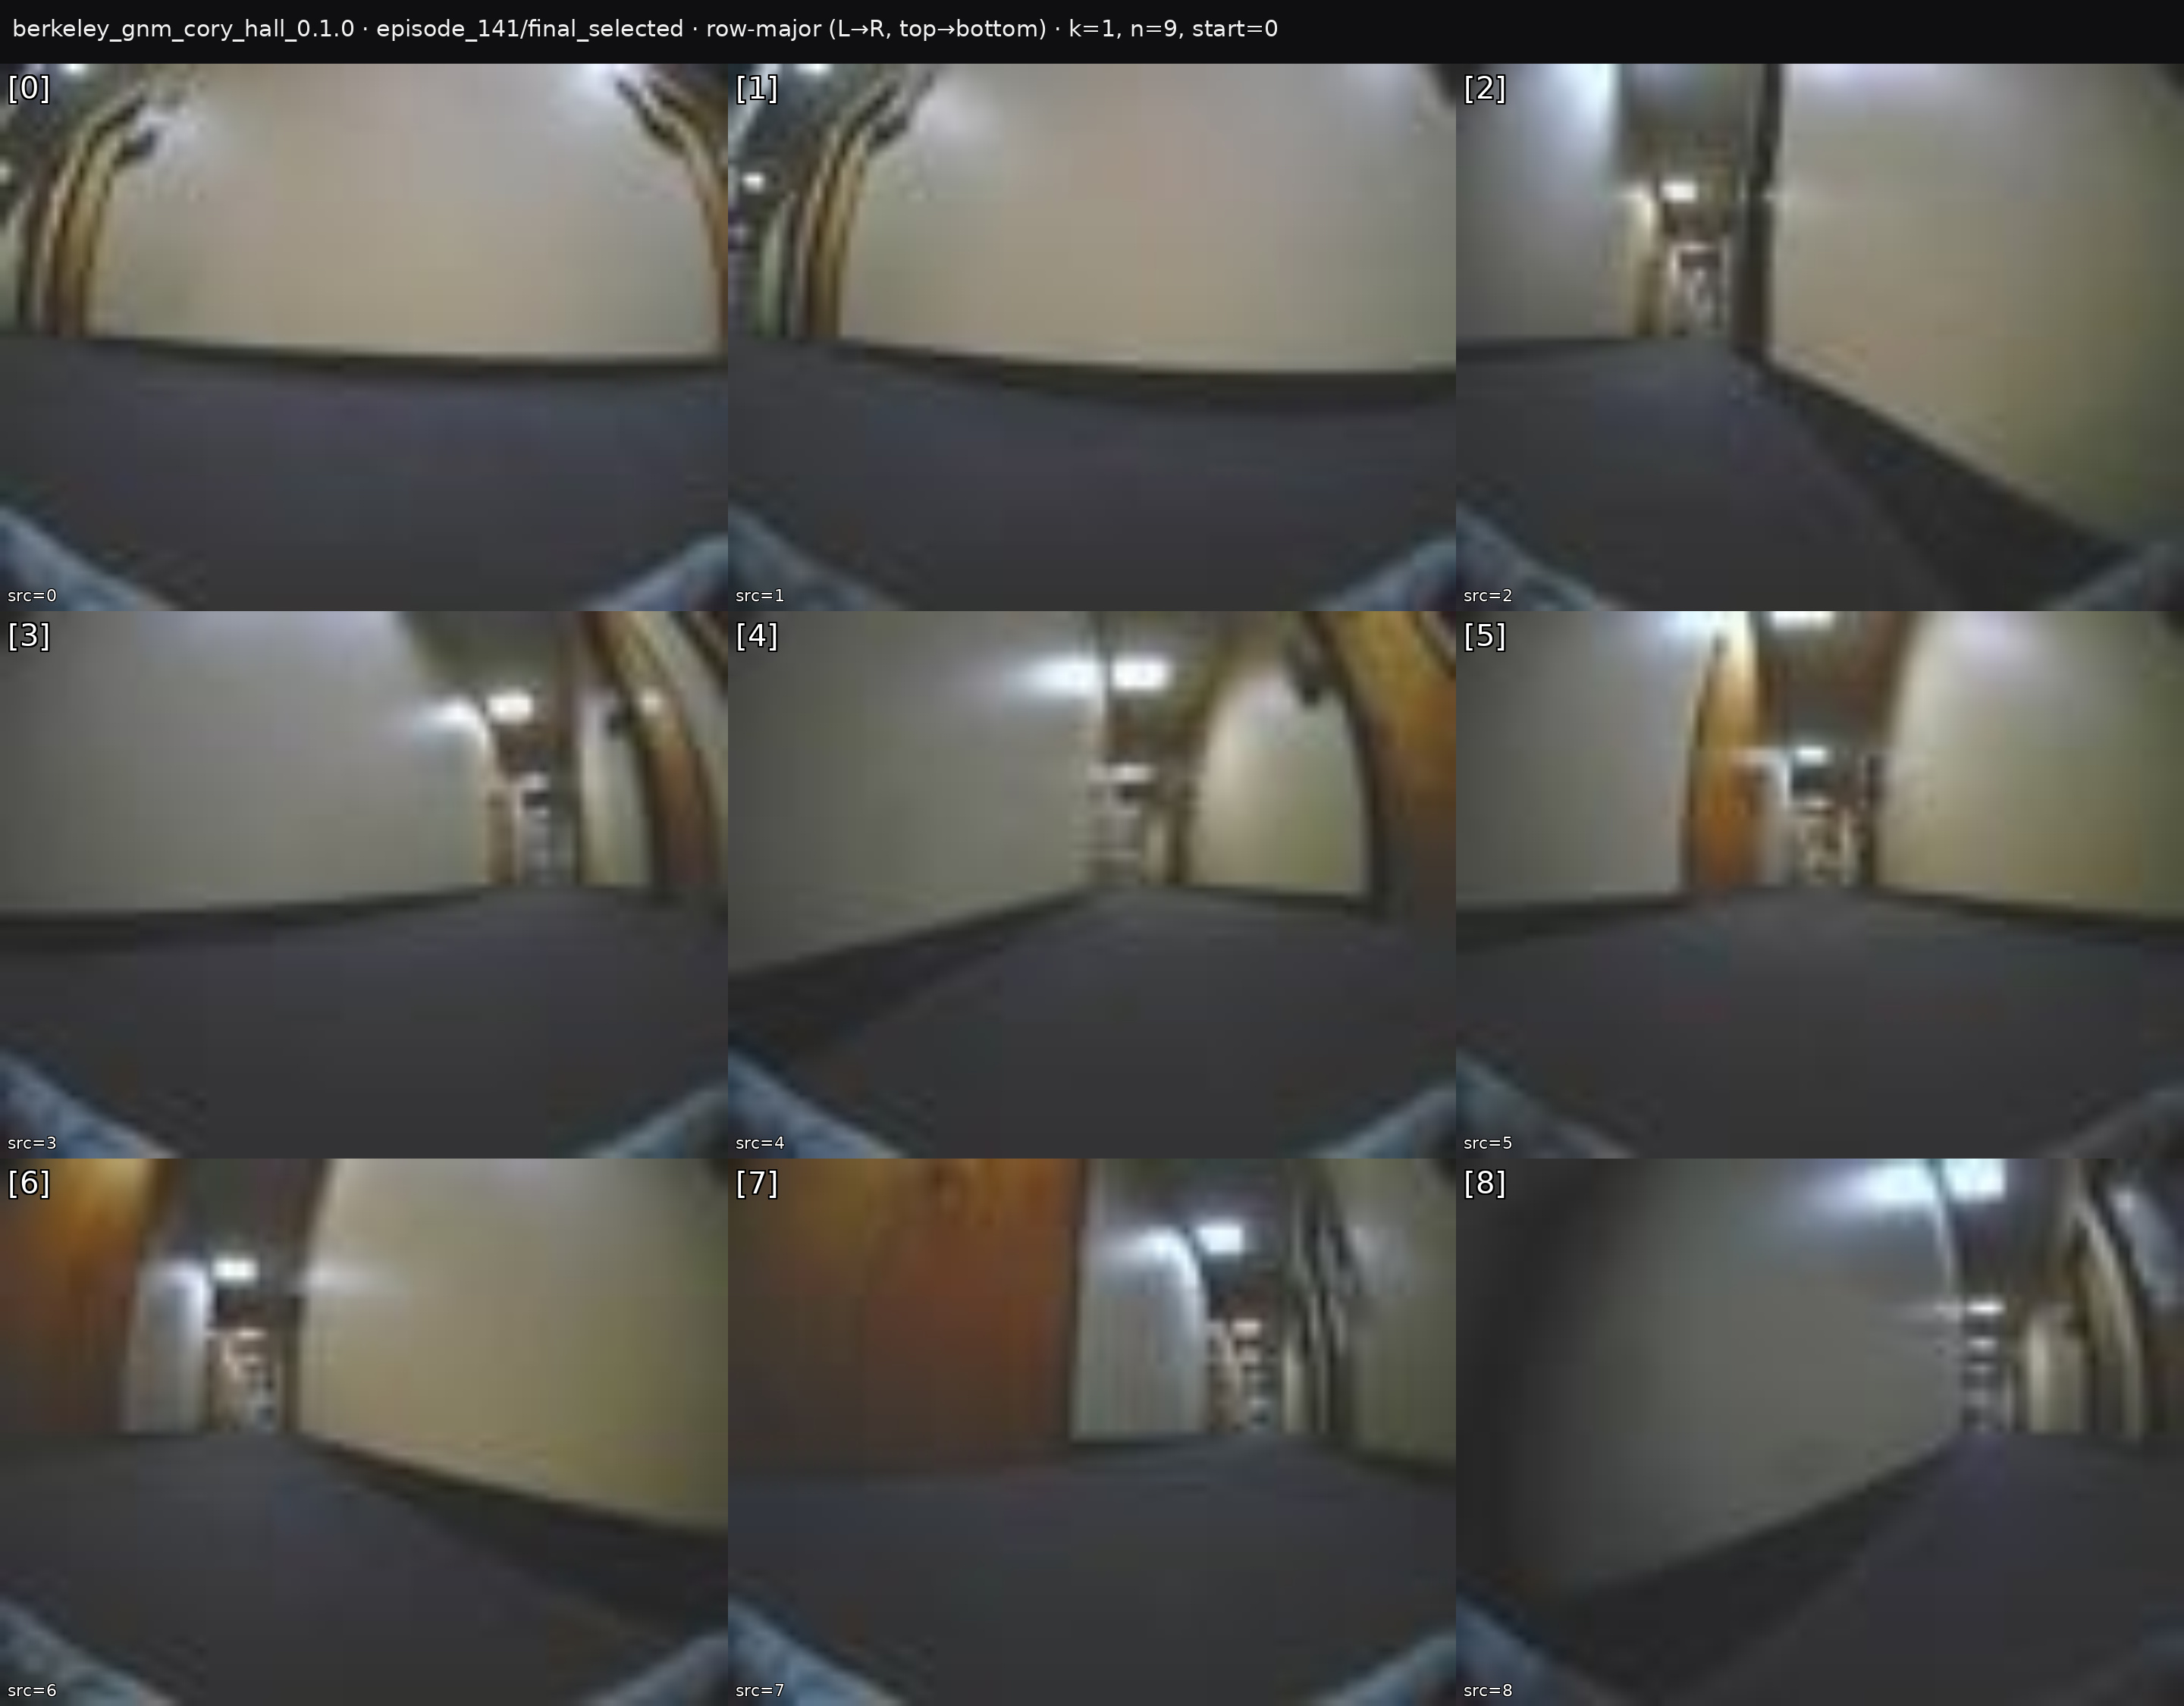 berkeley_gnm_cory_hall_0.1.0 · episode_141/final_selected · row-major (L→R, top→bottom) · k=1, n=9, start=0
[0] [1] [2]
src=0 src=1 src=2
[3] [4] [5]
src=3 src=4 src=5
[6] [7] [8]
src=6 src=7 src=8